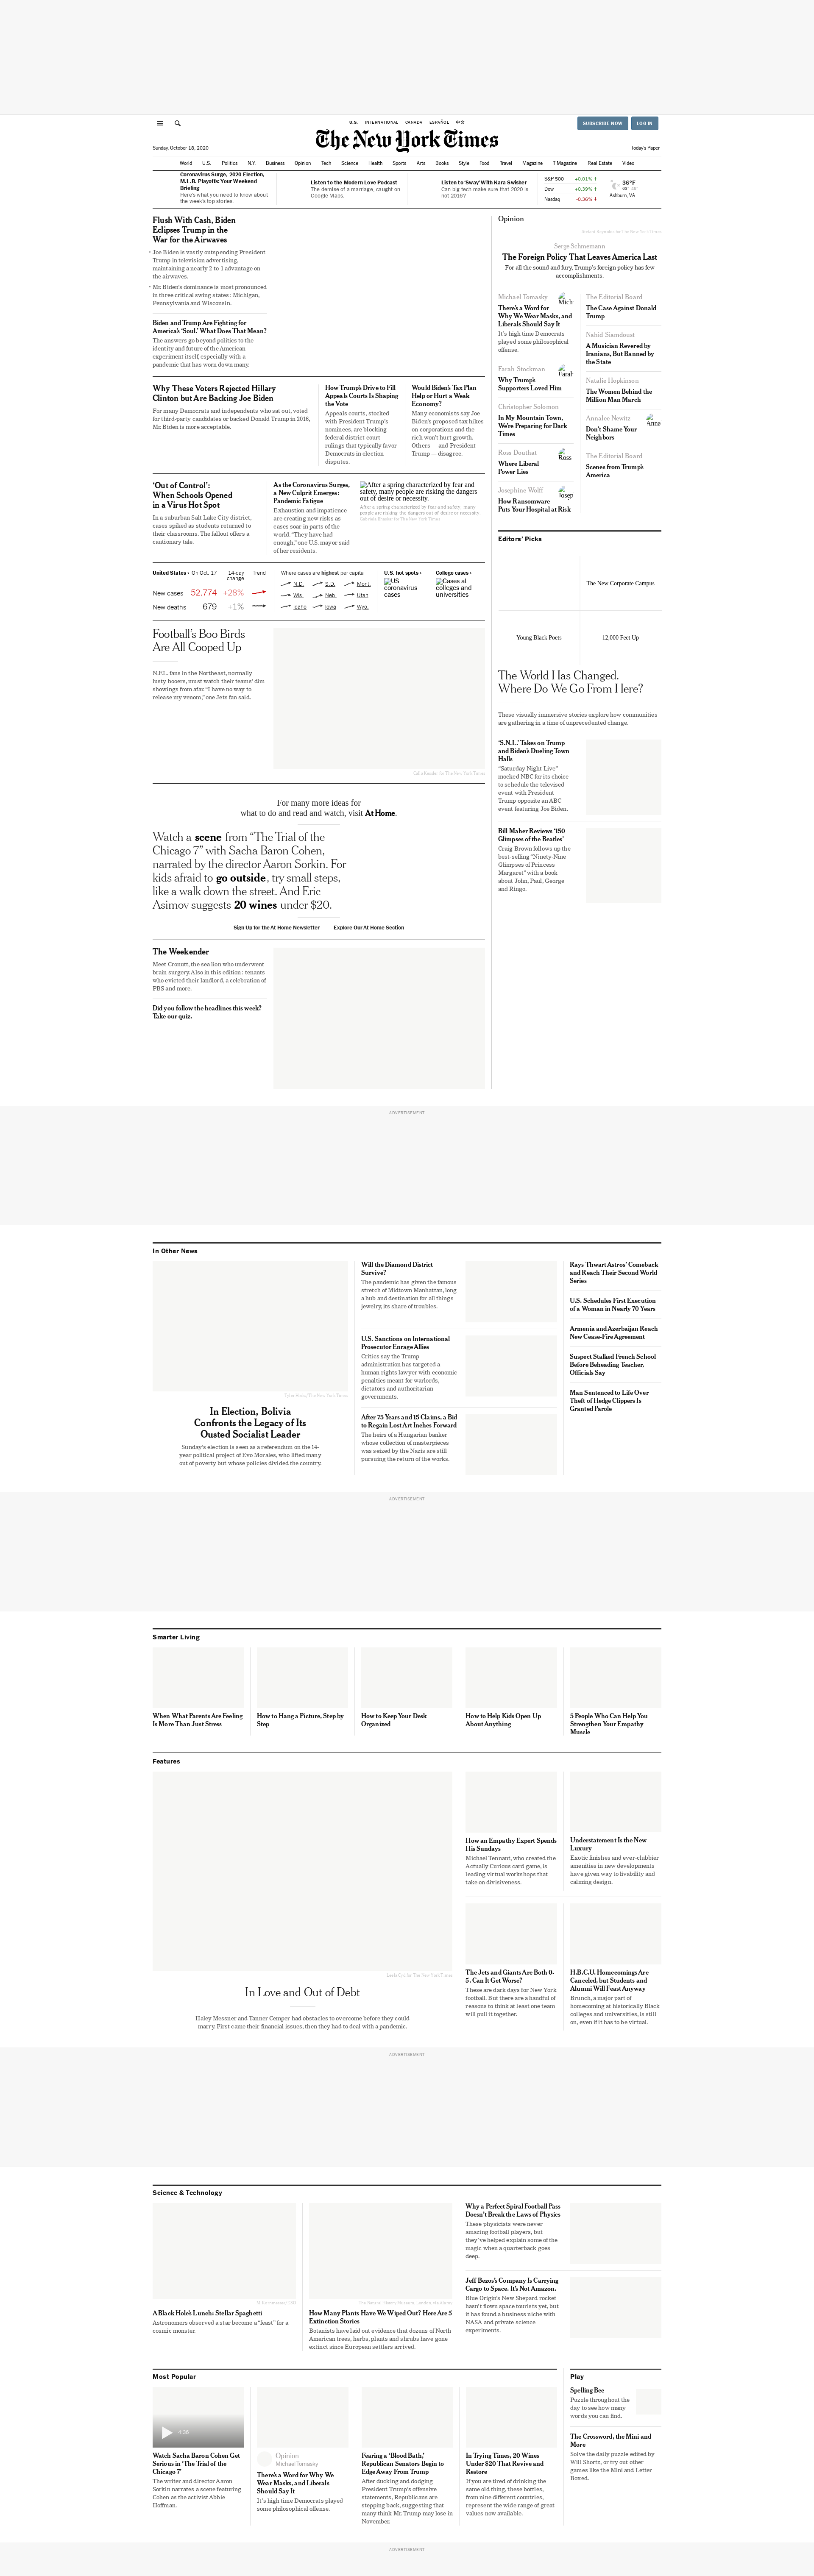 U.S. INTERNATIONAL CANADA ESPAÑOL 中文
SUBSCRIBE NOW LOG IN
The New York Times
Sunday, October 18, 2020
Today's Paper
World U.S. Politics N.Y. Business Opinion Tech Science Health Sports Arts Books Style Food Travel Magazine T Magazine Real Estate Video
Coronavirus Surge, 2020 Election,
M.L.B. Playoffs: Your Weekend
Briefing
Here's what you need to know about
the week's top stories.
Listen to the Modern Love Podcast
The demise of a marriage, caught on
Google Maps.
Listen to 'Sway' With Kara Swisher
Can big tech make sure that 2020 is
not 2016?
S&P 500 +0.01% ↑
Dow +0.39% ↑
Nasdaq -0.36% ↓
36°F
Ashburn, VA
Flush With Cash, Biden
Eclipses Trump in the
War for the Airwaves
• Joe Biden is vastly outspending President
Trump in television advertising,
maintaining a nearly 2-to-1 advantage on
the airwaves.
• Mr. Biden's dominance is most pronounced
in three critical swing states: Michigan,
Pennsylvania and Wisconsin.
Biden and Trump Are Fighting for
America's 'Soul.' What Does That Mean?
The answers go beyond politics to the
identity and future of the American
experiment itself, especially with a
pandemic that has worn down many.
Why These Voters Rejected Hillary
Clinton but Are Backing Joe Biden
For many Democrats and independents who sat out, voted
for third-party candidates or backed Donald Trump in 2016,
Mr. Biden is more acceptable.
How Trump's Drive to Fill
Appeals Courts Is Shaping
the Vote
Appeals courts, stocked
with President Trump's
nominees, are blocking
federal district court
rulings that typically favor
Democrats in election
disputes.
Would Biden's Tax Plan
Help or Hurt a Weak
Economy?
Many economists say Joe
Biden's proposed tax hikes
on corporations and the
rich won't hurt growth.
Others — and President
Trump — disagree.
'Out of Control':
When Schools Opened
in a Virus Hot Spot
In a suburban Salt Lake City district,
cases spiked as students returned to
their classrooms. The fallout offers a
cautionary tale.
As the Coronavirus Surges,
a New Culprit Emerges:
Pandemic Fatigue
Exhaustion and impatience
are creating new risks as
cases soar in parts of the
world. "They have had
enough," one U.S. mayor said
of her residents.
After a spring characterized by fear and
safety, many people are risking the dangers
out of desire or necessity.
After a spring characterized by fear and safety, many
people are risking the dangers out of desire or necessity.
United States › On Oct. 17 14-day
change
Trend
New cases 52,774 +28%
New deaths 679 +1%
Where cases are highest per capita
N.D. S.D. Mont.
Wis. Neb. Utah
Idaho Iowa Wyo.
U.S. hot spots ›
US
coronavirus
cases
College cases ›
Cases at
colleges and
universities
Football's Boo Birds
Are All Cooped Up
N.F.L. fans in the Northeast, normally
lusty booers, must watch their teams' dim
showings from afar. "I have no way to
release my venom," one Jets fan said.
For many more ideas for
what to do and read and watch, visit At Home.
Watch a scene from "The Trial of the
Chicago 7" with Sacha Baron Cohen,
narrated by the director Aaron Sorkin. For
kids afraid to go outside, try small steps,
like a walk down the street. And Eric
Asimov suggests 20 wines under $20.
Sign Up for the At Home Newsletter Explore Our At Home Section
The Weekender
Meet Cronutt, the sea lion who underwent
brain surgery. Also in this edition: tenants
who evicted their landlord, a celebration of
PBS and more.
Did you follow the headlines this week?
Take our quiz.
Opinion
Serge Schmemann
The Foreign Policy That Leaves America Last
For all the sound and fury, Trump's foreign policy has few
accomplishments.
Michael Tomasky
There's a Word for
Why We Wear Masks, and
Liberals Should Say It
It's high time Democrats
played some philosophical
offense.
Mich
Farah Stockman
Why Trump's
Supporters Loved Him
Farah
Christopher Solomon
In My Mountain Town,
We're Preparing for Dark
Times
Ross Douthat
Where Liberal
Power Lies
Ross
Josephine Wolff
How Ransomware
Puts Your Hospital at Risk
Josep
The Editorial Board
The Case Against Donald
Trump
Nahid Siamdoust
A Musician Revered by
Iranians, But Banned by
the State
Natalie Hopkinson
The Women Behind the
Million Man March
Annalee Newitz
Don't Shame Your
Neighbors
Anna
The Editorial Board
Scenes from Trump's
America
Editors' Picks
The New Corporate Campus
Young Black Poets
12,000 Feet Up
The World Has Changed.
Where Do We Go From Here?
These visually immersive stories explore how communities
are gathering in a time of unprecedented change.
'S.N.L.' Takes on Trump
and Biden's Dueling Town
Halls
"Saturday Night Live"
mocked NBC for its choice
to schedule the televised
event with President
Trump opposite an ABC
event featuring Joe Biden.
Bill Maher Reviews '150
Glimpses of the Beatles'
Craig Brown follows up the
best-selling "Ninety-Nine
Glimpses of Princess
Margaret" with a book
about John, Paul, George
and Ringo.
ADVERTISEMENT
In Other News
In Election, Bolivia
Confronts the Legacy of Its
Ousted Socialist Leader
Sunday's election is seen as a referendum on the 14-
year political project of Evo Morales, who lifted many
out of poverty but whose policies divided the country.
Will the Diamond District
Survive?
The pandemic has given the famous
stretch of Midtown Manhattan, long
a hub and destination for all things
jewelry, its share of troubles.
U.S. Sanctions on International
Prosecutor Enrage Allies
Critics say the Trump
administration has targeted a
human rights lawyer with economic
penalties meant for warlords,
dictators and authoritarian
governments.
After 75 Years and 15 Claims, a Bid
to Regain Lost Art Inches Forward
The heirs of a Hungarian banker
whose collection of masterpieces
was seized by the Nazis are still
pursuing the return of the works.
Rays Thwart Astros' Comeback
and Reach Their Second World
Series
U.S. Schedules First Execution
of a Woman in Nearly 70 Years
Armenia and Azerbaijan Reach
New Cease-Fire Agreement
Suspect Stalked French School
Before Beheading Teacher,
Officials Say
Man Sentenced to Life Over
Theft of Hedge Clippers Is
Granted Parole
ADVERTISEMENT
Smarter Living
When What Parents Are Feeling
Is More Than Just Stress
How to Hang a Picture, Step by
Step
How to Keep Your Desk
Organized
How to Help Kids Open Up
About Anything
5 People Who Can Help You
Strengthen Your Empathy
Muscle
Features
In Love and Out of Debt
Haley Messner and Tanner Cemper had obstacles to overcome before they could
marry. First came their financial issues, then they had to deal with a pandemic.
How an Empathy Expert Spends
His Sundays
Michael Tennant, who created the
Actually Curious card game, is
leading virtual workshops that
take on divisiveness.
Understatement Is the New
Luxury
Exotic finishes and ever-clubbier
amenities in new developments
have given way to livability and
calming design.
The Jets and Giants Are Both 0-
5. Can It Get Worse?
These are dark days for New York
football. But there are a handful of
reasons to think at least one team
will pull it together.
H.B.C.U. Homecomings Are
Canceled, but Students and
Alumni Will Feast Anyway
Brunch, a major part of
homecoming at historically Black
colleges and universities, is still
on, even if it has to be virtual.
ADVERTISEMENT
Science & Technology
A Black Hole's Lunch: Stellar Spaghetti
Astronomers observed a star become a "feast" for a
cosmic monster.
How Many Plants Have We Wiped Out? Here Are 5
Extinction Stories
Botanists have laid out evidence that dozens of North
American trees, herbs, plants and shrubs have gone
extinct since European settlers arrived.
Why a Perfect Spiral Football Pass
Doesn't Break the Laws of Physics
These physicists were never
amazing football players, but
they've helped explain some of the
magic when a quarterback goes
deep.
Jeff Bezos's Company Is Carrying
Cargo to Space. It's Not Amazon.
Blue Origin's New Shepard rocket
hasn't flown space tourists yet, but
it has found a business niche with
NASA and private science
experiments.
Most Popular
Watch Sacha Baron Cohen Get
Serious in 'The Trial of the
Chicago 7'
The writer and director Aaron
Sorkin narrates a scene featuring
Cohen as the activist Abbie
Hoffman.
Opinion
Michael Tomasky
There's a Word for Why We
Wear Masks, and Liberals
Should Say It
It's high time Democrats played
some philosophical offense.
Fearing a 'Blood Bath,'
Republican Senators Begin to
Edge Away From Trump
After ducking and dodging
President Trump's offensive
statements, Republicans are
stepping back, suggesting that
many think Mr. Trump may lose in
November.
In Trying Times, 20 Wines
Under $20 That Revive and
Restore
If you are tired of drinking the
same old thing, these bottles,
from nine different countries,
represent the wide range of great
values now available.
Play
Spelling Bee
Puzzle throughout the
day to see how many
words you can find.
The Crossword, the Mini and
More
Solve the daily puzzle edited by
Will Shortz, or try out other
games like the Mini and Letter
Boxed.
ADVERTISEMENT